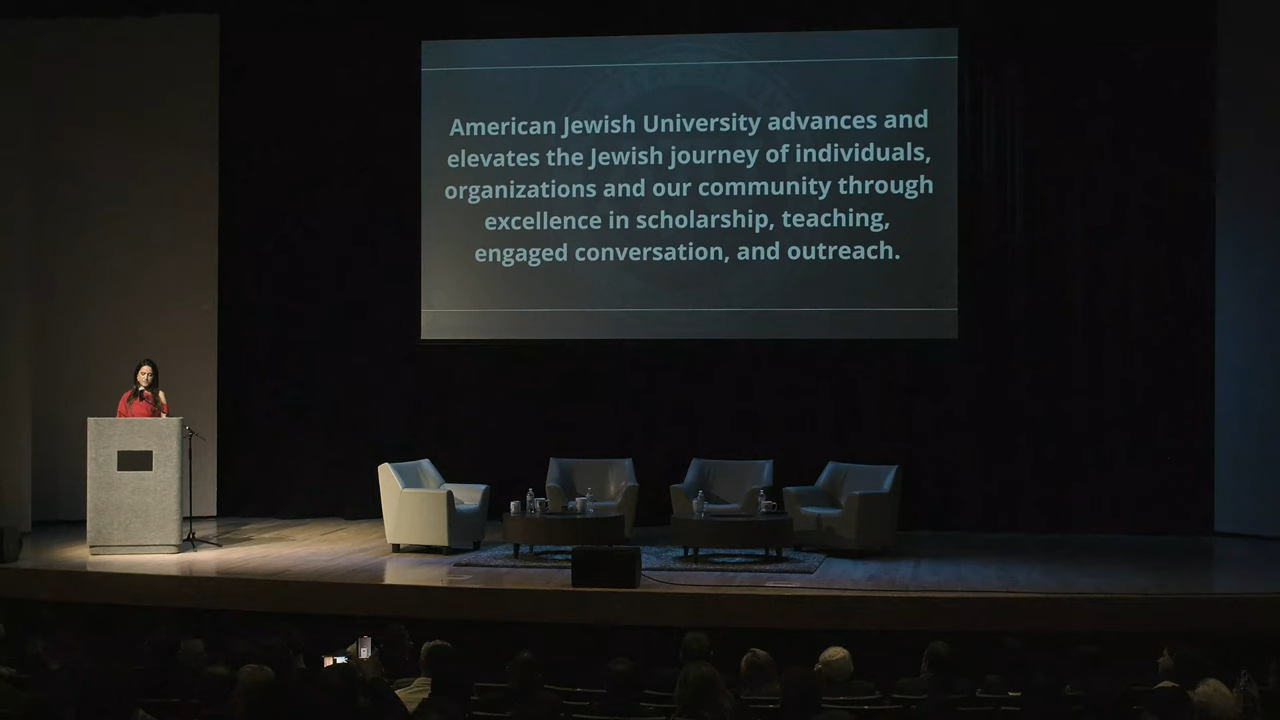 American Jewish University advances and
elevates the Jewish journey of individuals,
organizations and our community through
excellence in scholarship, teaching,
engaged conversation, and outreach.